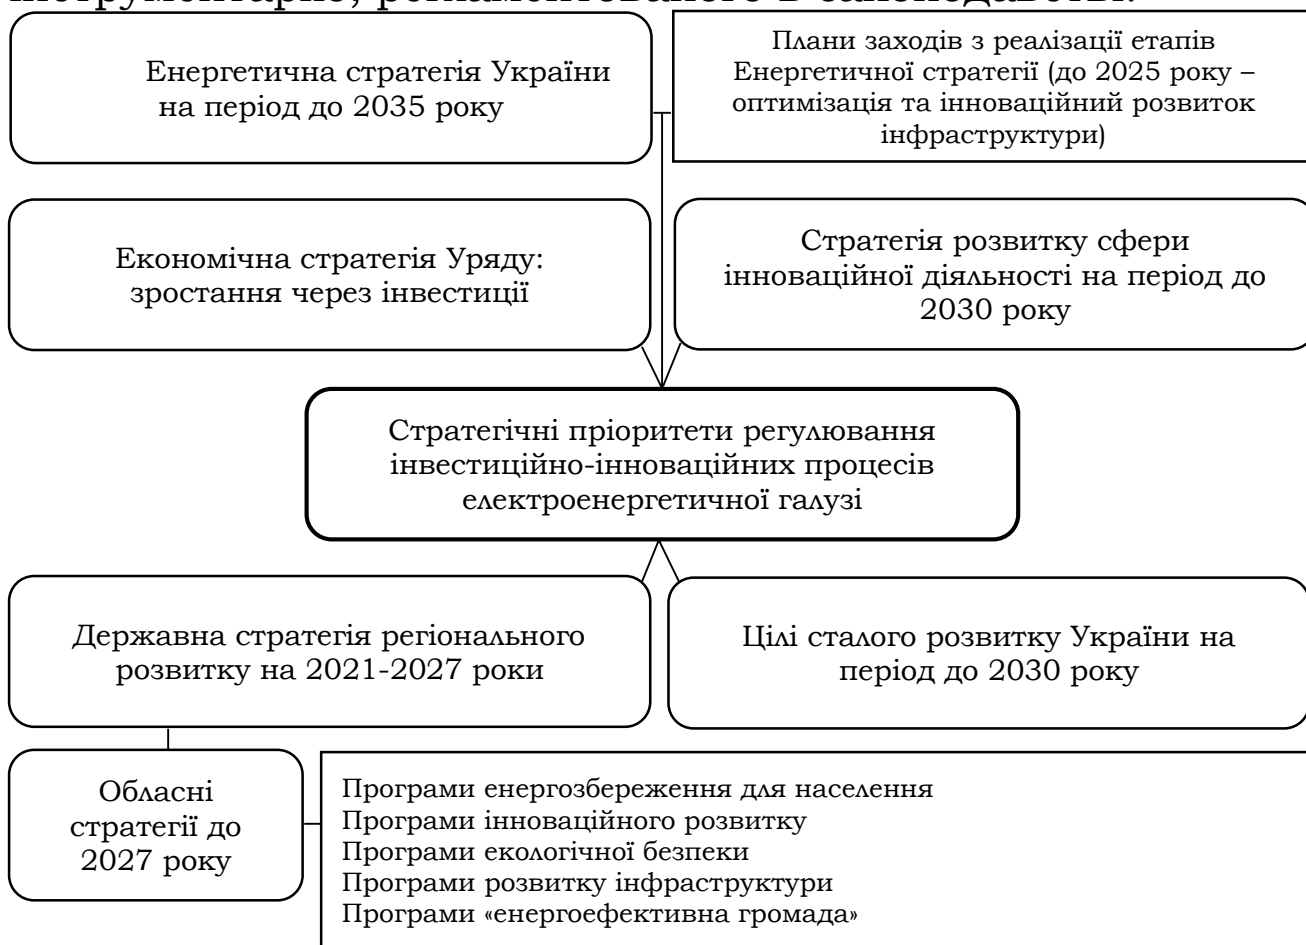 Енергетична стратегія України
на період до 2035 року
Плани заходів з реалізації етапів
Енергетичної стратегії (до 2025 року –
оптимізація та інноваційний розвиток
інфраструктури)
Економічна стратегія Уряду:
зростання через інвестиції
Стратегія розвитку сфери
інноваційної діяльності на період до
2030 року
Стратегічні пріоритети регулювання
інвестиційно-інноваційних процесів
електроенергетичної галузі
Державна стратегія регіонального
розвитку на 2021-2027 роки
Цілі сталого розвитку України на
період до 2030 року
Обласні
стратегії до
2027 року
Програми енергозбереження для населення
Програми інноваційного розвитку
Програми екологічної безпеки
Програми розвитку інфраструктури
Програми «енергоефективна громада»